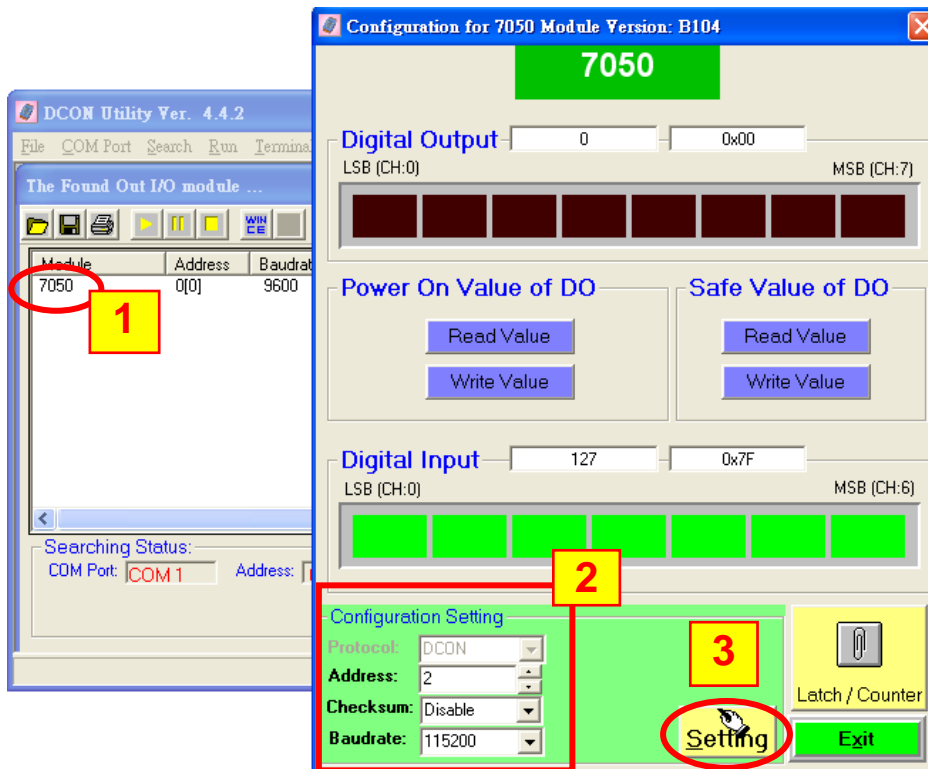 Configuration for 7050 Module Version: B104
7050
DCON Utility Ver. 4.4.2
File COM Port Search Run
The Found Out I/O module ...
WIN CE
Module Address
7050 0[0] 9600
1
Searching Status:
COM Port: COM 1 Address:
Digital Output 0 0x00
LSB (CH:0) MSB (CH:7)
Power On Value of DO
Read Value
Write Value
Safe Value of DO
Read Value
Write Value
Digital Input 127 0x7F
LSB (CH:0) MSB (CH:6)
2
Configuration Setting
Protocol: DCON
Address: 2
Checksum: Disable
Baudrate: 115200
3
Setting
Latch / Counter
Exit